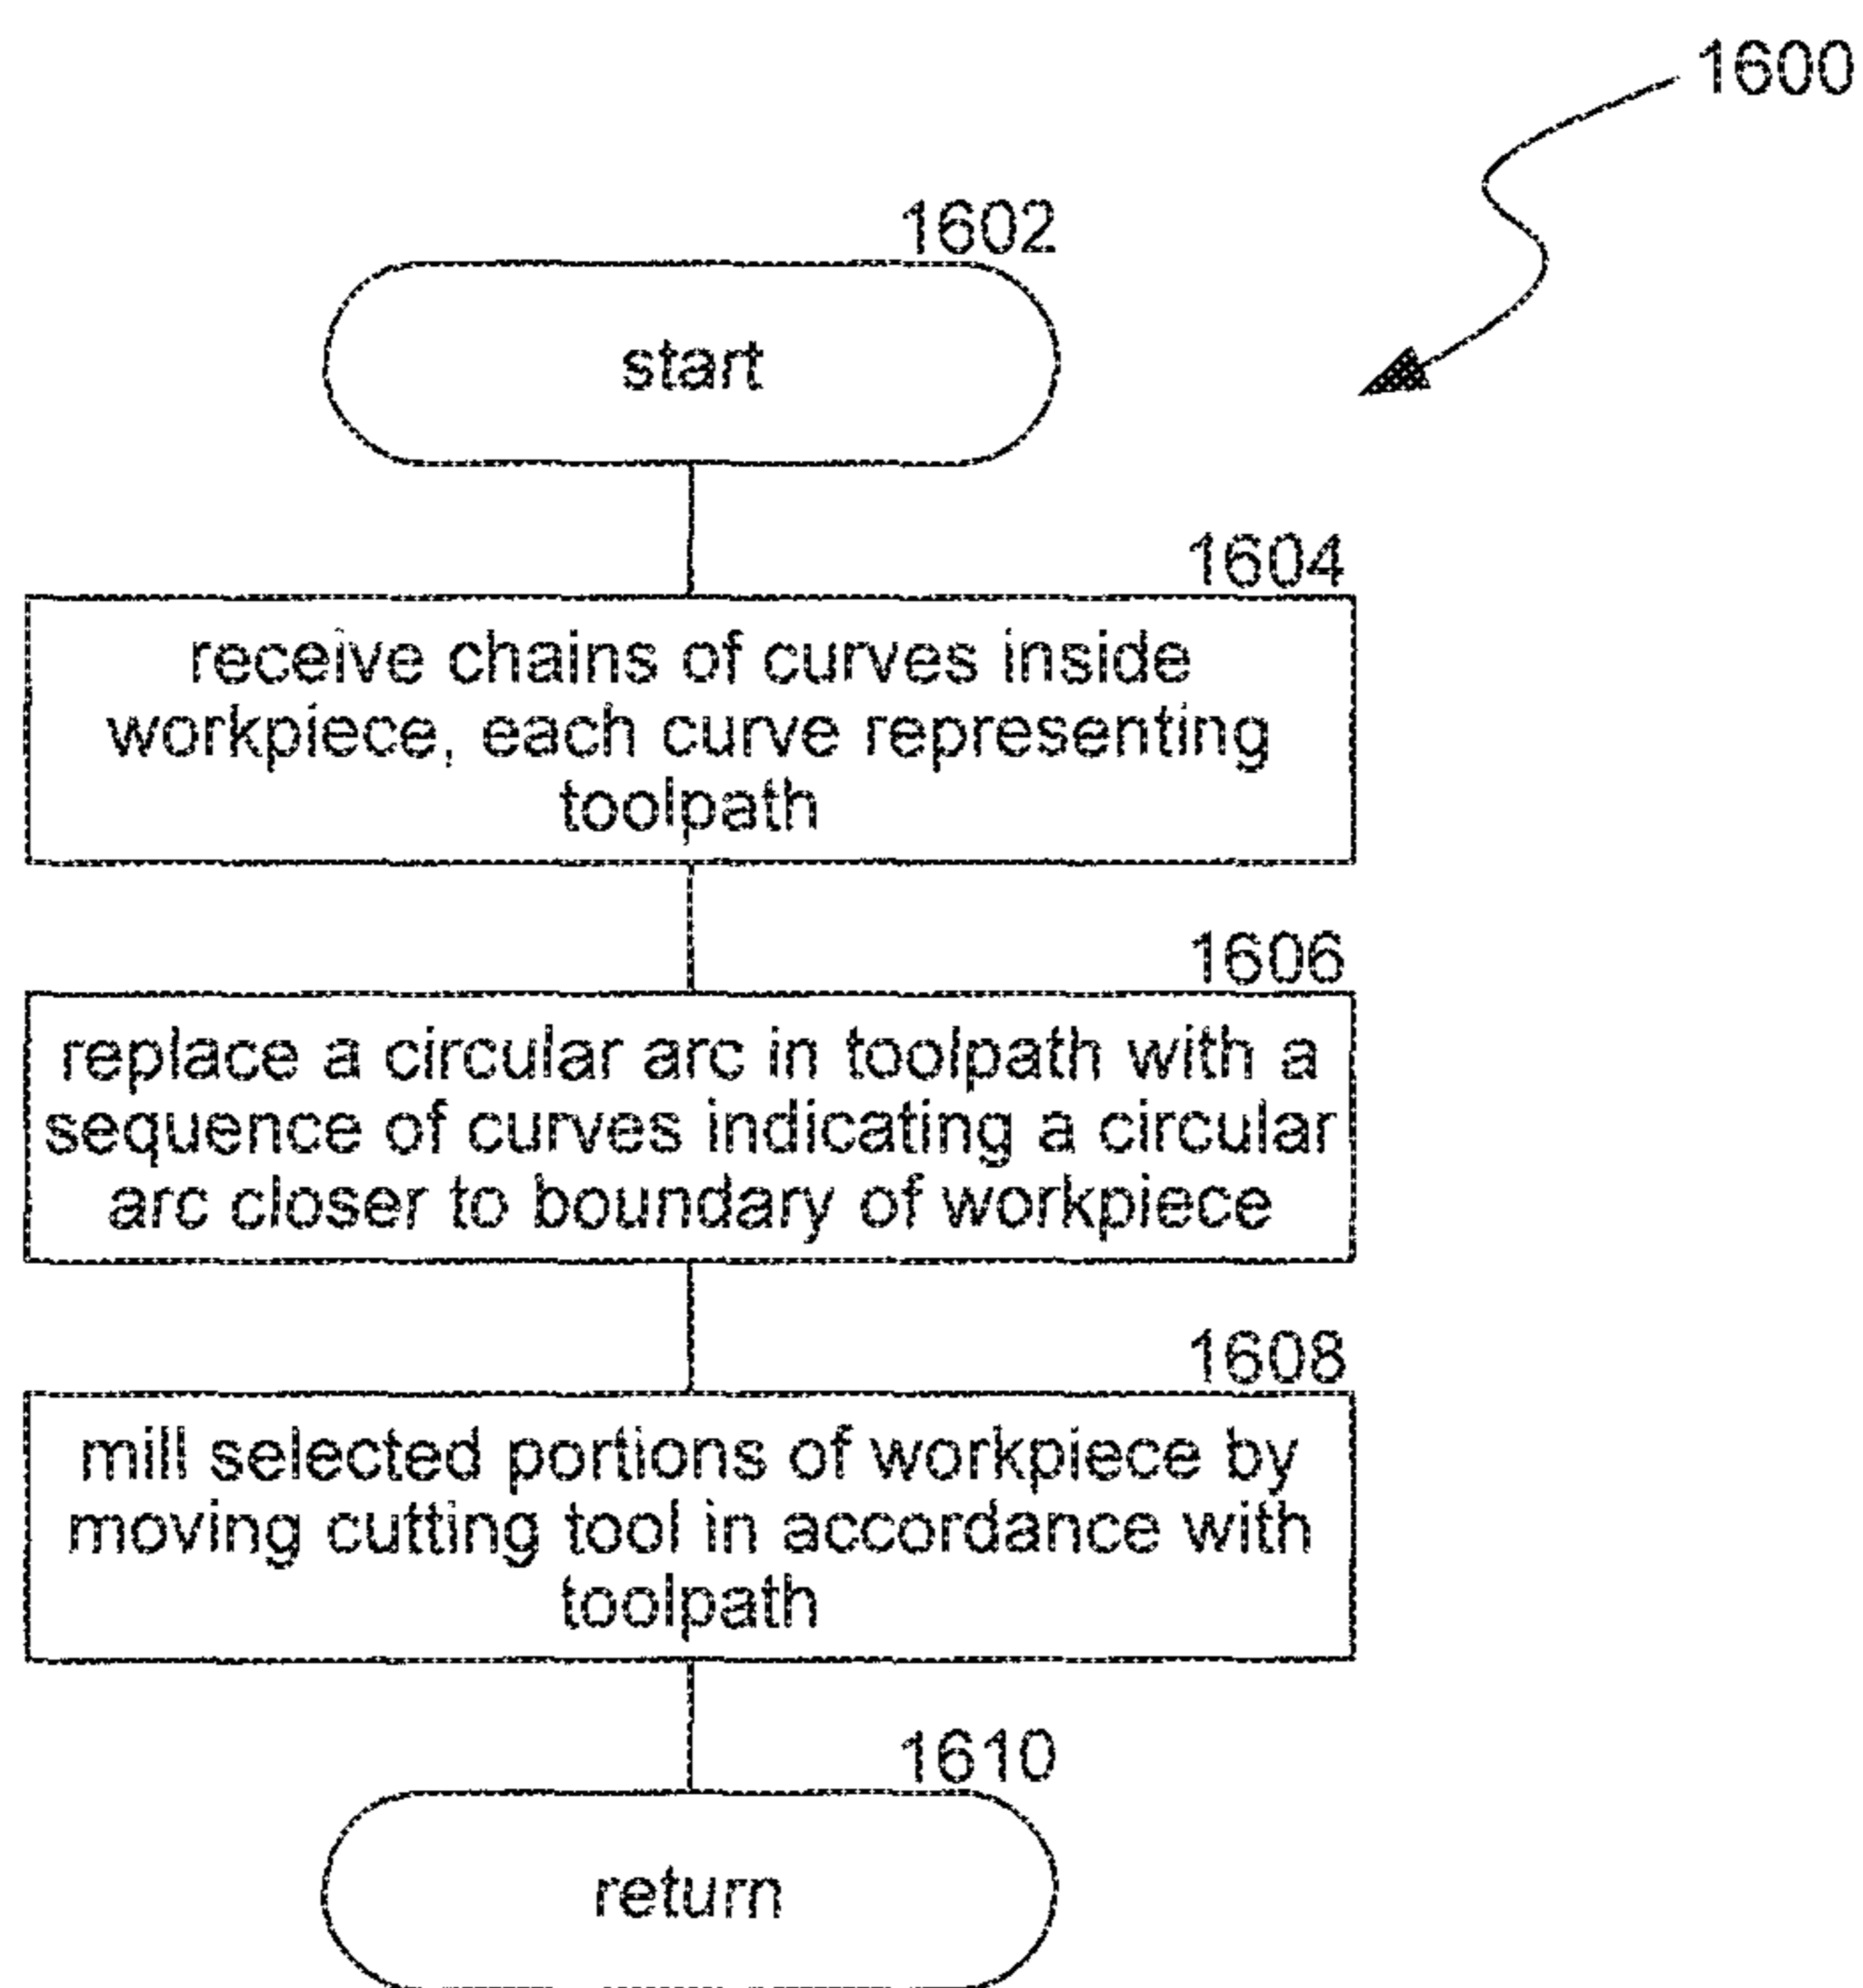 1600
1602
start
1604
receive chains of curves inside
workpiece, each curve representing
toolpath
1606
replace a circular arc in toolpath with a
sequence of curves indicating a circular
arc closer to boundary of workpiece
1608
mill selected portions of workpiece by
moving cutting tool in accordance with
toolpath
1610
return